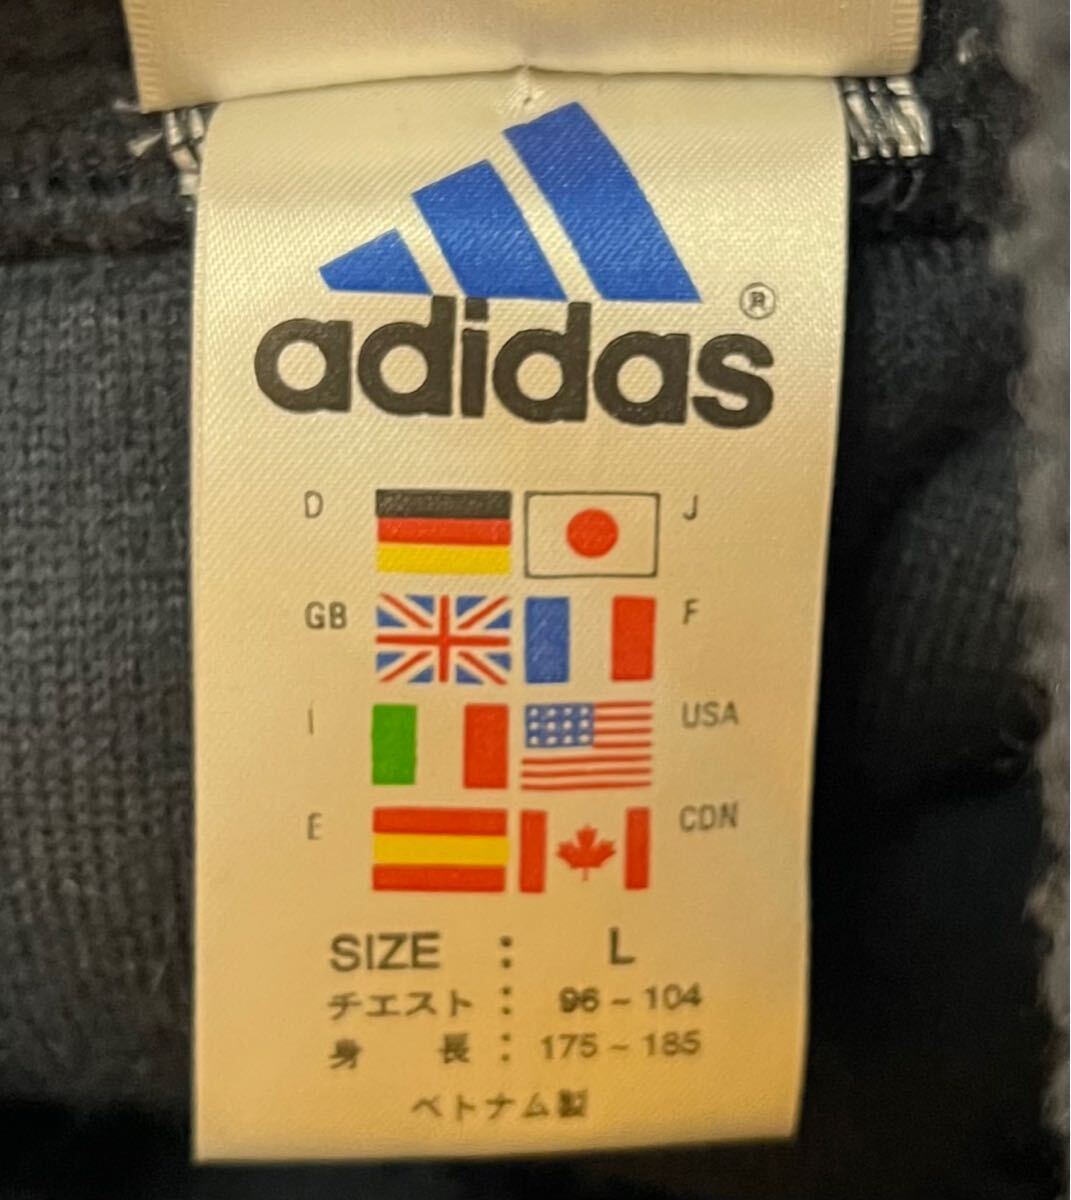 adidas®
D J
GB F
I USA
E CDN
SIZE : L
チエスト : 96 ~ 104
身長 : 175 ~ 185
ベトナム製